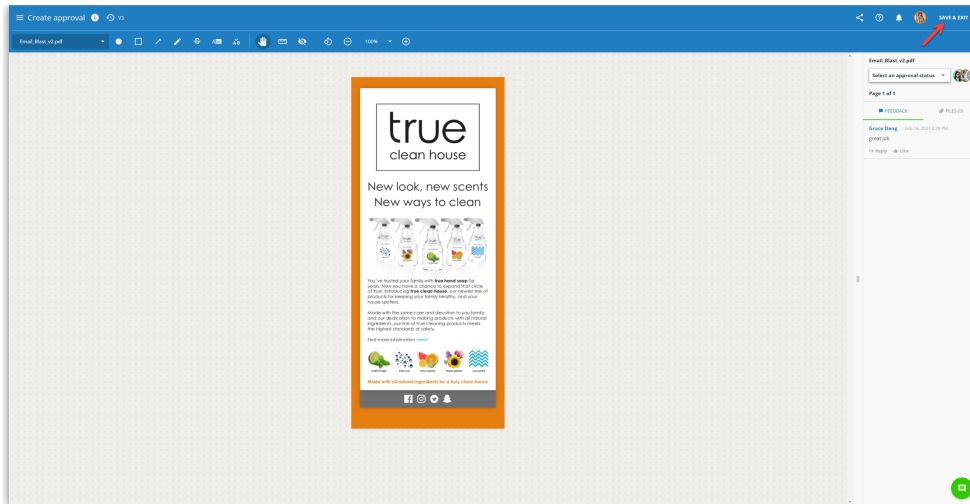 Create approval
V3
SAVE & EXIT
Email_Blast_v2.pdf
100%
Email_Blast_v2.pdf
Select an approval status
Page 1 of 1
FEEDBACK
FILES (0)
Grace Deng Feb 09, 2021 2:39 PM
great job
Reply Like
true
clean house
New look, new scents
New ways to clean
You've trusted your family with true hand soap for
years. Now you have a chance to expand that circle
of trust. Introducing true clean house, our newest line of
products for keeping your family healthy, and your
house spotless.
Made with the same care and devotion to you family,
and our dedication to making products with all natural
ingredients, our line of true cleaning products meets
the highest standards of safety.
Find more information here!
Made with all natural ingredients for a truly clean house